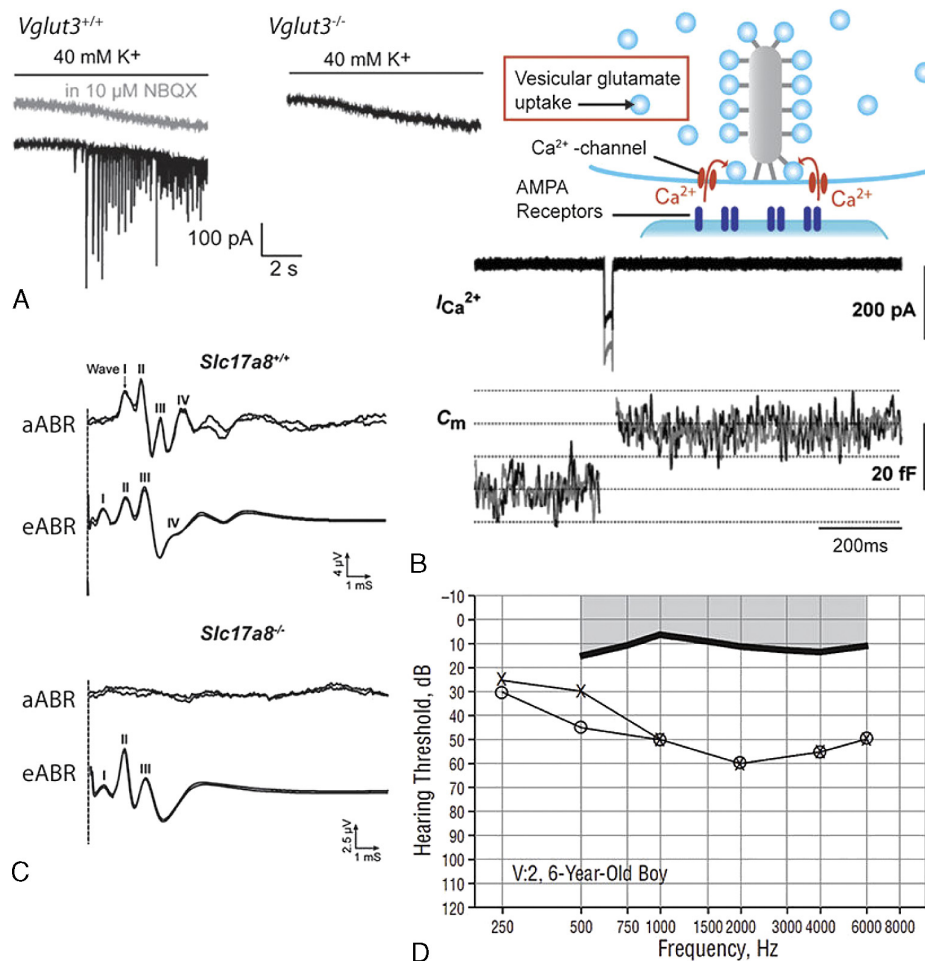 Vglut3+/+
40 mM K+
in 10 µM NBQX
100 pA
2 s
A
Vglut3-/-
40 mM K+
Vesicular glutamate
uptake
Ca2+ -channel
AMPA
Receptors
Ca2+
Ca2+
ICa2+
200 pA
Cm
20 fF
200ms
B
Slc17a8+/+
Wave I
II
III
IV
aABR
I
II
III
IV
eABR
4 µV
1 mS
Slc17a8-/-
aABR
I
II
III
eABR
2.5 µV
1 mS
C
Hearing Threshold, dB
-10
0
10
20
30
40
50
60
70
80
90
100
110
120
V:2, 6-Year-Old Boy
250
500
750
1000
1500
2000
3000
4000
6000
8000
Frequency, Hz
D